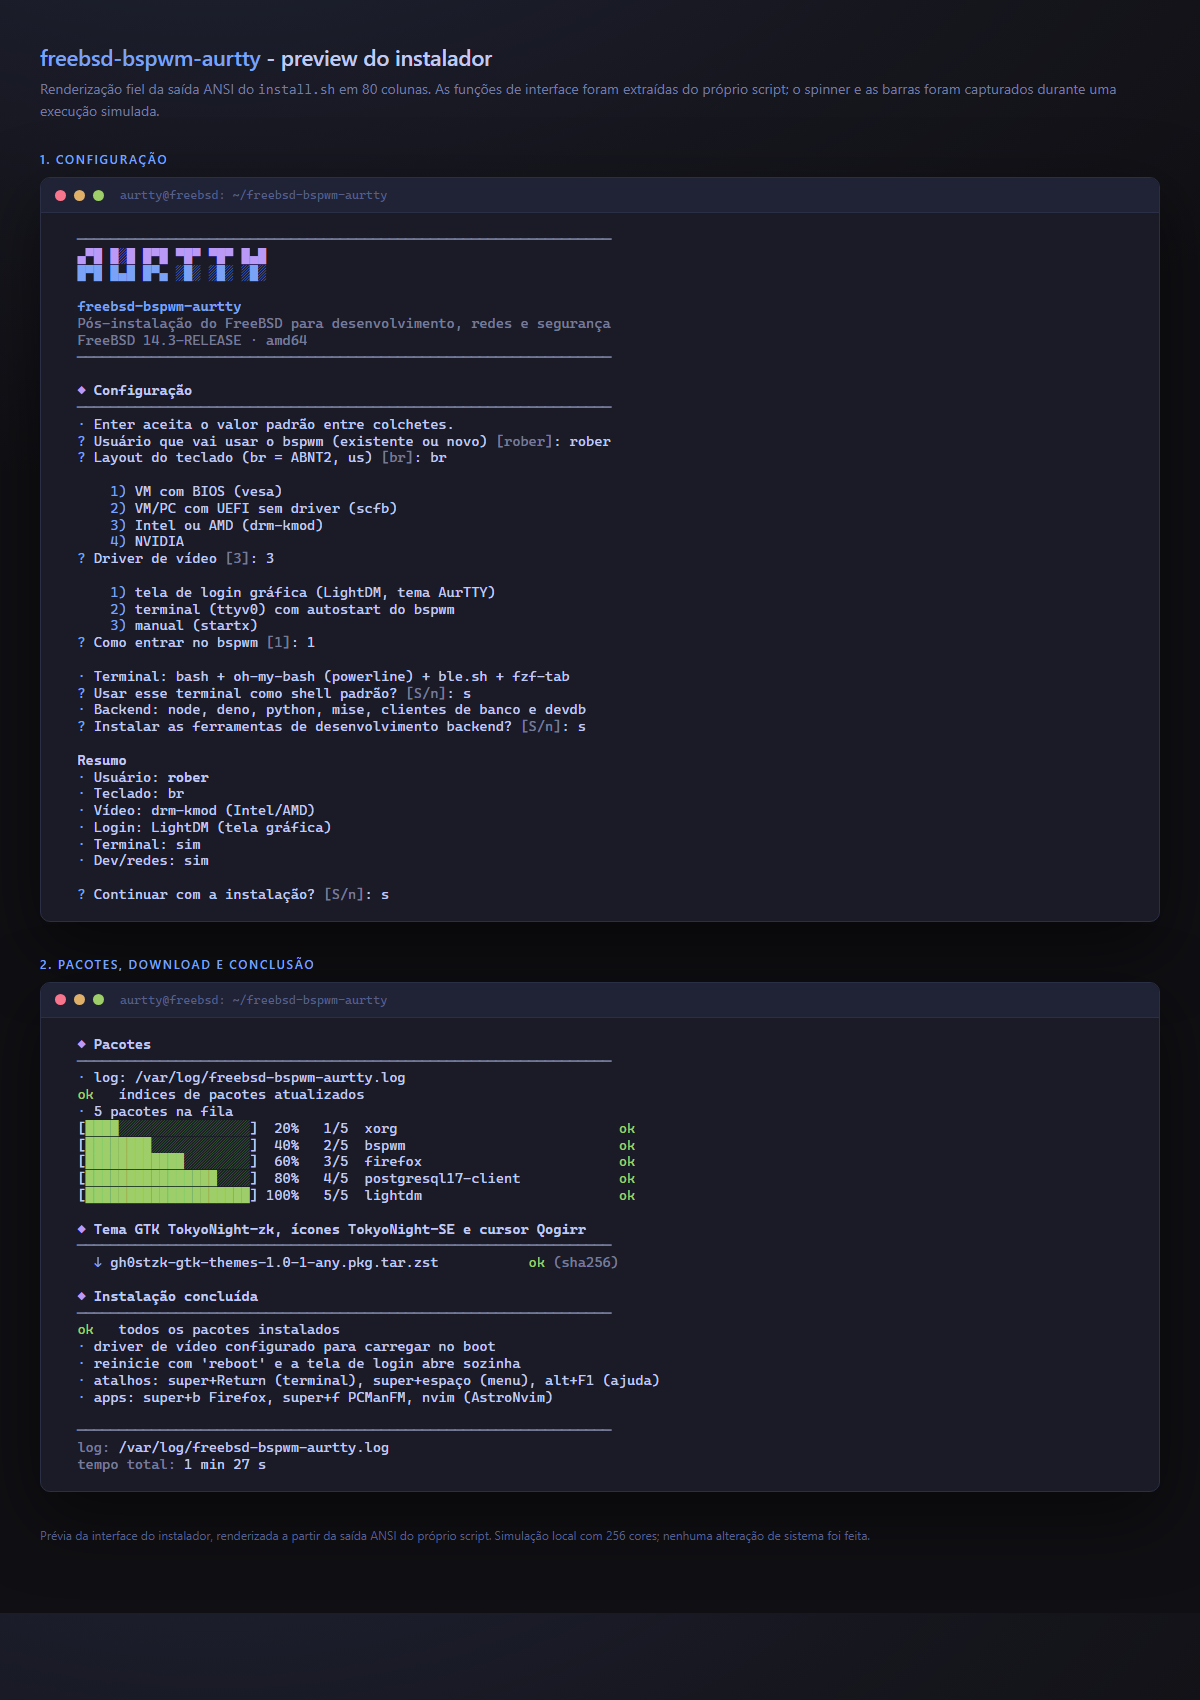 freebsd-bspwm-aurtty - preview do instalador
Renderização fiel da saída ANSI do install.sh em 80 colunas. As funções de interface foram extraídas do próprio script; o spinner e as barras foram capturados durante uma
execução simulada.
1. CONFIGURAÇÃO
aurtty@freebsd: ~/freebsd-bspwm-aurtty
AURTTY
freebsd-bspwm-aurtty
Pós-instalação do FreeBSD para desenvolvimento, redes e segurança
FreeBSD 14.3-RELEASE · amd64
◆ Configuração
· Enter aceita o valor padrão entre colchetes.
? Usuário que vai usar o bspwm (existente ou novo) [rober]: rober
? Layout do teclado (br = ABNT2, us) [br]: br
1) VM com BIOS (vesa)
2) VM/PC com UEFI sem driver (scfb)
3) Intel ou AMD (drm-kmod)
4) NVIDIA
? Driver de vídeo [3]: 3
1) tela de login gráfica (LightDM, tema AurTTY)
2) terminal (ttyv0) com autostart do bspwm
3) manual (startx)
? Como entrar no bspwm [1]: 1
· Terminal: bash + oh-my-bash (powerline) + ble.sh + fzf-tab
? Usar esse terminal como shell padrão? [S/n]: s
· Backend: node, deno, python, mise, clientes de banco e devdb
? Instalar as ferramentas de desenvolvimento backend? [S/n]: s
Resumo
· Usuário: rober
· Teclado: br
· Vídeo: drm-kmod (Intel/AMD)
· Login: LightDM (tela gráfica)
· Terminal: sim
· Dev/redes: sim
? Continuar com a instalação? [S/n]: s
2. PACOTES, DOWNLOAD E CONCLUSÃO
aurtty@freebsd: ~/freebsd-bspwm-aurtty
◆ Pacotes
· log: /var/log/freebsd-bspwm-aurtty.log
ok índices de pacotes atualizados
· 5 pacotes na fila
[████░░░░░░░░░░░░░░░░] 20% 1/5 xorg ok
[████████░░░░░░░░░░░░] 40% 2/5 bspwm ok
[████████████░░░░░░░░] 60% 3/5 firefox ok
[████████████████░░░░] 80% 4/5 postgresql17-client ok
[████████████████████] 100% 5/5 lightdm ok
◆ Tema GTK TokyoNight-zk, ícones TokyoNight-SE e cursor Qogirr
↓ gh0stzk-gtk-themes-1.0-1-any.pkg.tar.zst ok (sha256)
◆ Instalação concluída
ok todos os pacotes instalados
· driver de vídeo configurado para carregar no boot
· reinicie com 'reboot' e a tela de login abre sozinha
· atalhos: super+Return (terminal), super+espaço (menu), alt+F1 (ajuda)
· apps: super+b Firefox, super+f PCManFM, nvim (AstroNvim)
log: /var/log/freebsd-bspwm-aurtty.log
tempo total: 1 min 27 s
Prévia da interface do instalador, renderizada a partir da saída ANSI do próprio script. Simulação local com 256 cores; nenhuma alteração de sistema foi feita.